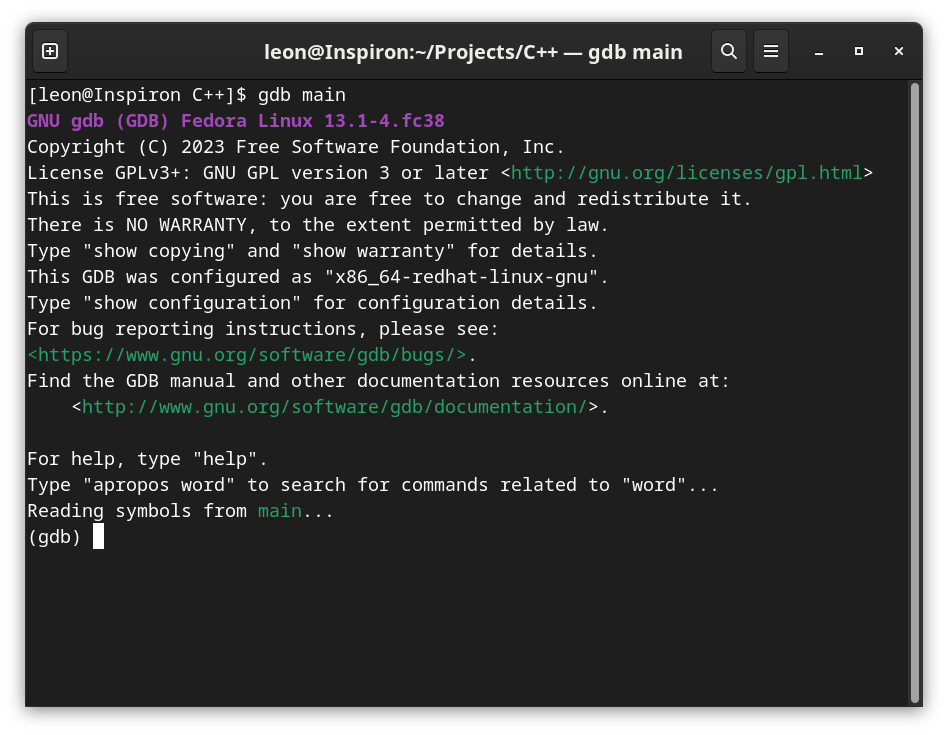 leon@Inspiron:~/Projects/C++ — gdb main
[leon@Inspiron C++]$ gdb main
GNU gdb (GDB) Fedora Linux 13.1-4.fc38
Copyright (C) 2023 Free Software Foundation, Inc.
License GPLv3+: GNU GPL version 3 or later <http://gnu.org/licenses/gpl.html>
This is free software: you are free to change and redistribute it.
There is NO WARRANTY, to the extent permitted by law.
Type "show copying" and "show warranty" for details.
This GDB was configured as "x86_64-redhat-linux-gnu".
Type "show configuration" for configuration details.
For bug reporting instructions, please see:
<https://www.gnu.org/software/gdb/bugs/>.
Find the GDB manual and other documentation resources online at:
    <http://www.gnu.org/software/gdb/documentation/>.

For help, type "help".
Type "apropos word" to search for commands related to "word"...
Reading symbols from main...
(gdb)